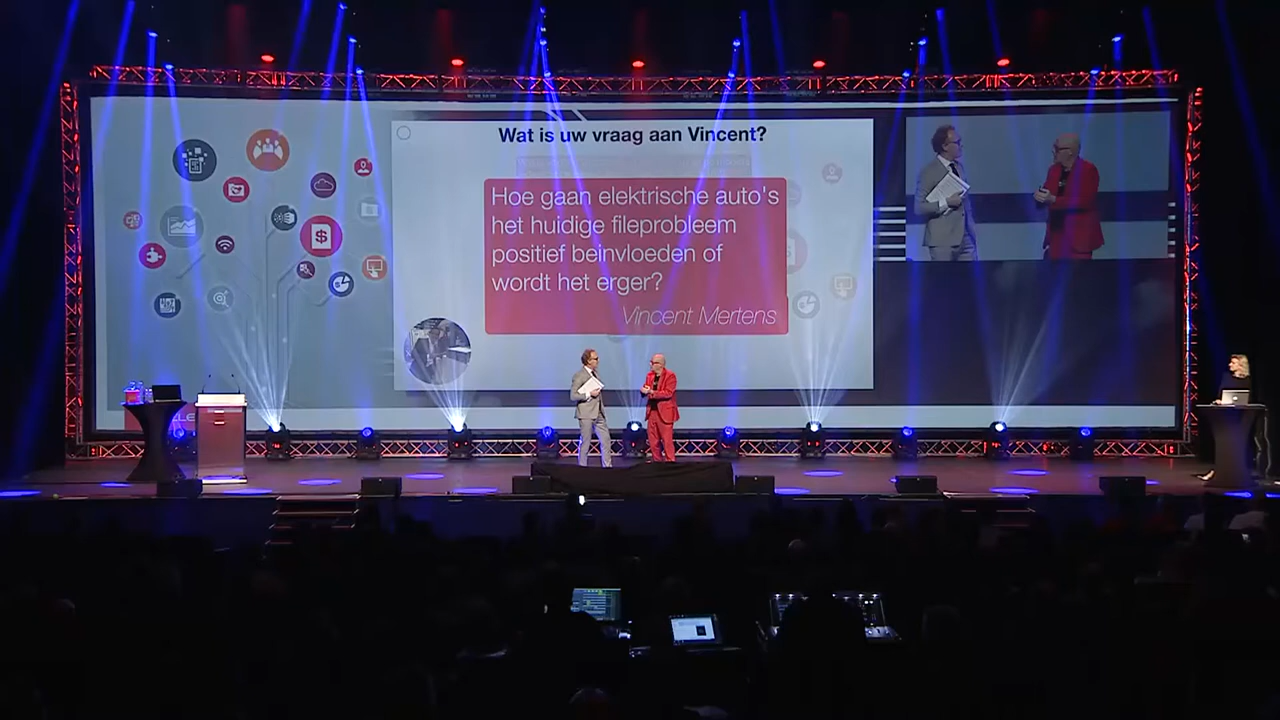 Wat is uw vraag aan Vincent?
Hoe gaan elektrische auto's
het huidige fileprobleem
positief beinvloeden of
wordt het erger?
Vincent Mertens